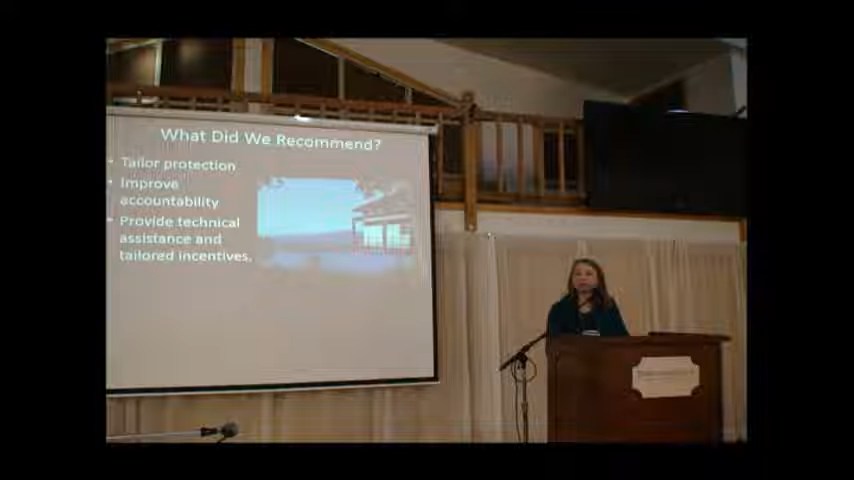 What Did We Recommend?
• Tailor protection
• Improve
accountability
• Provide technical
assistance and
tailored incentives.